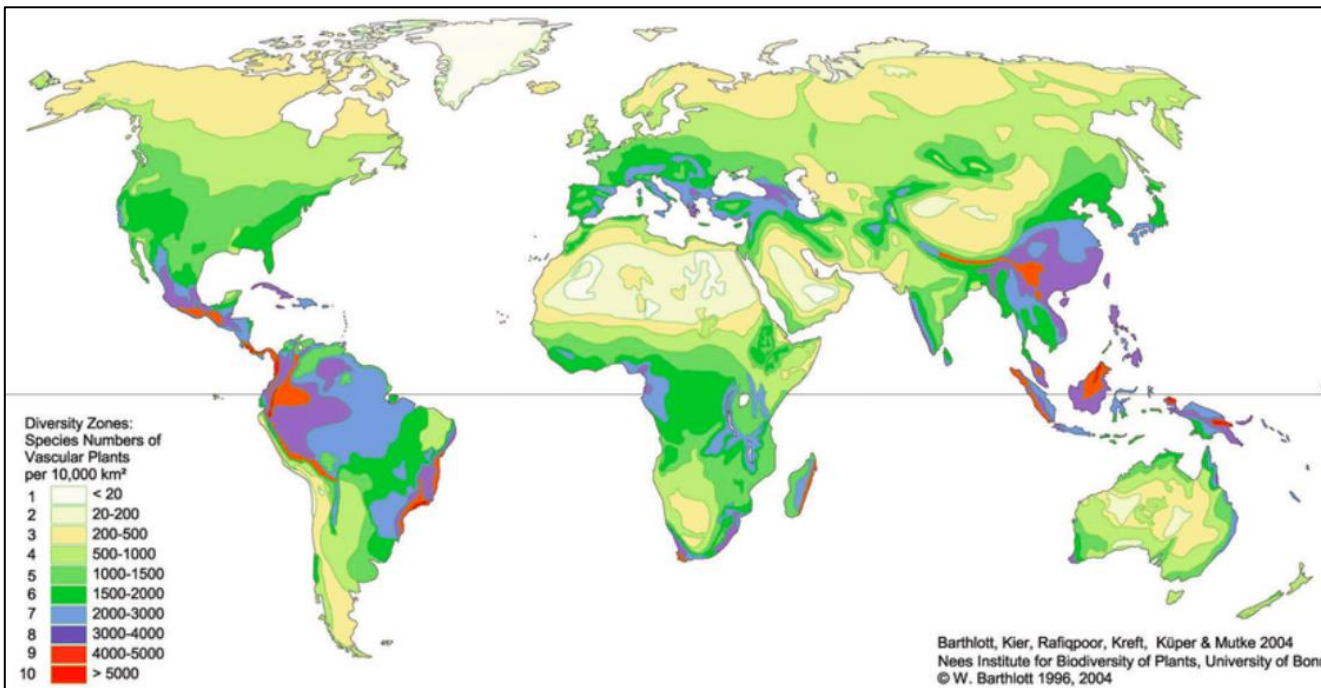 Diversity Zones:
Species Numbers of
Vascular Plants
per 10,000 km²
1 < 20
2 20-200
3 200-500
4 500-1000
5 1000-1500
6 1500-2000
7 2000-3000
8 3000-4000
9 4000-5000
10 > 5000
Barthlott, Kier, Rafiqpoor, Kreft, Küper & Mutke 2004
Nees Institute for Biodiversity of Plants, University of Bonn
© W. Barthlott 1996, 2004